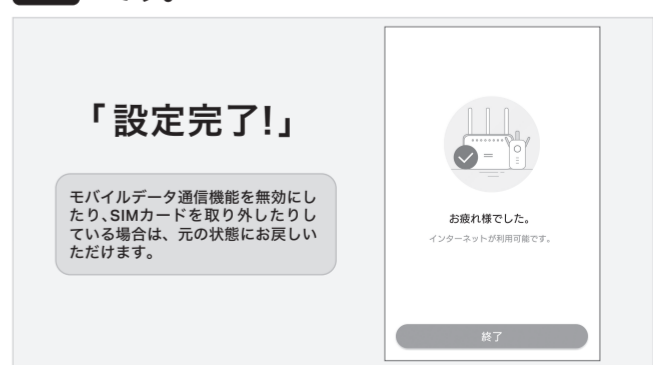 ます。
「設定完了!」
モバイルデータ通信機能を無効にし
たり、SIMカードを取り外したりし
ている場合は、元の状態にお戻しい
ただけます。
お疲れ様でした。
インターネットが利用可能です。
終了